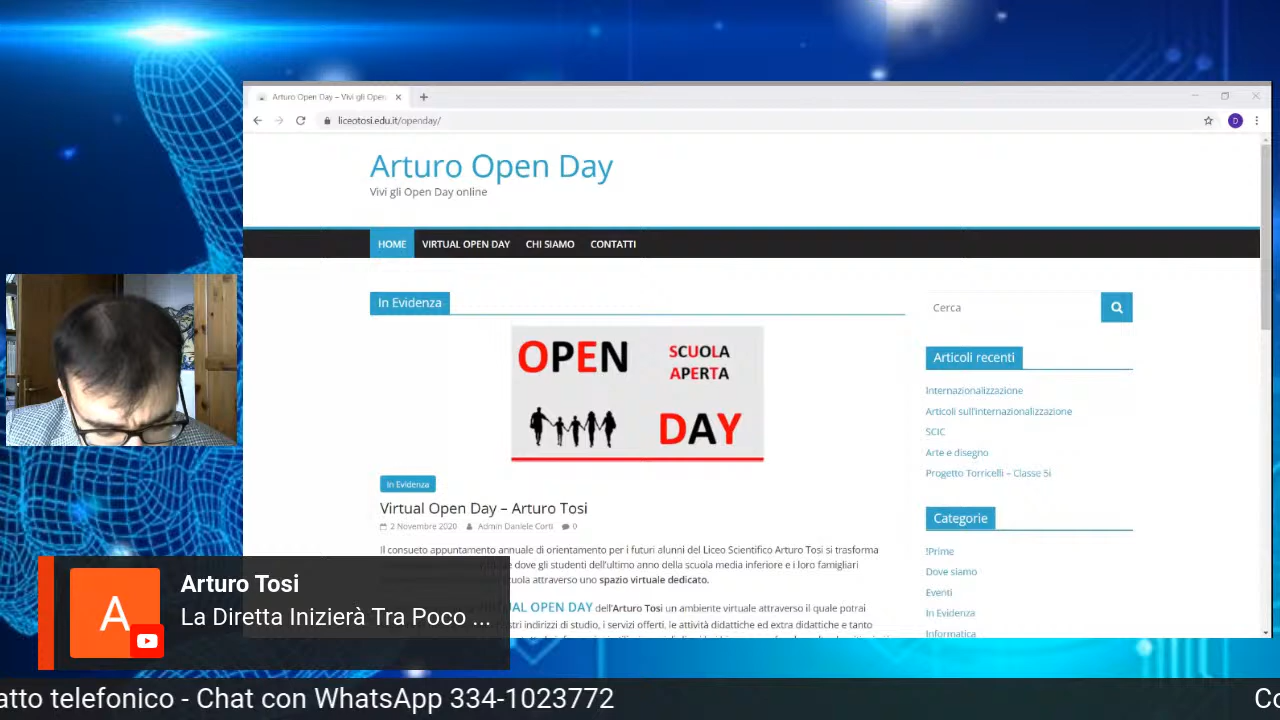 Arturo Open Day – Vivi gli Open
liceotosi.edu.it/openday/
D
Arturo Open Day
Vivi gli Open Day online
HOME VIRTUAL OPEN DAY CHI SIAMO CONTATTI
In Evidenza
OPEN
SCUOLA
APERTA
DAY
In Evidenza
Virtual Open Day – Arturo Tosi
2 Novembre 2020 Admin Daniele Corti 0
Il consueto appuntamento annuale di orientamento per i futuri alunni del Liceo Scientifico Arturo Tosi si trasforma
dove gli studenti dell'ultimo anno della scuola media inferiore e i loro famigliari
attraverso uno spazio virtuale dedicato.
OPEN DAY dell'Arturo Tosi un ambiente virtuale attraverso il quale potrai
indirizzi di studio, i servizi offerti, le attività didattiche ed extra didattiche e tanto
Cerca
Articoli recenti
Internazionalizzazione
Articoli sull'internazionalizzazione
SCIC
Arte e disegno
Progetto Torricelli – Classe 5i
Categorie
!Prime
Dove siamo
Eventi
In Evidenza
Informatica
A
Arturo Tosi
La Diretta Inizierà Tra Poco ...
atto telefonico - Chat con WhatsApp 334-1023772
Co